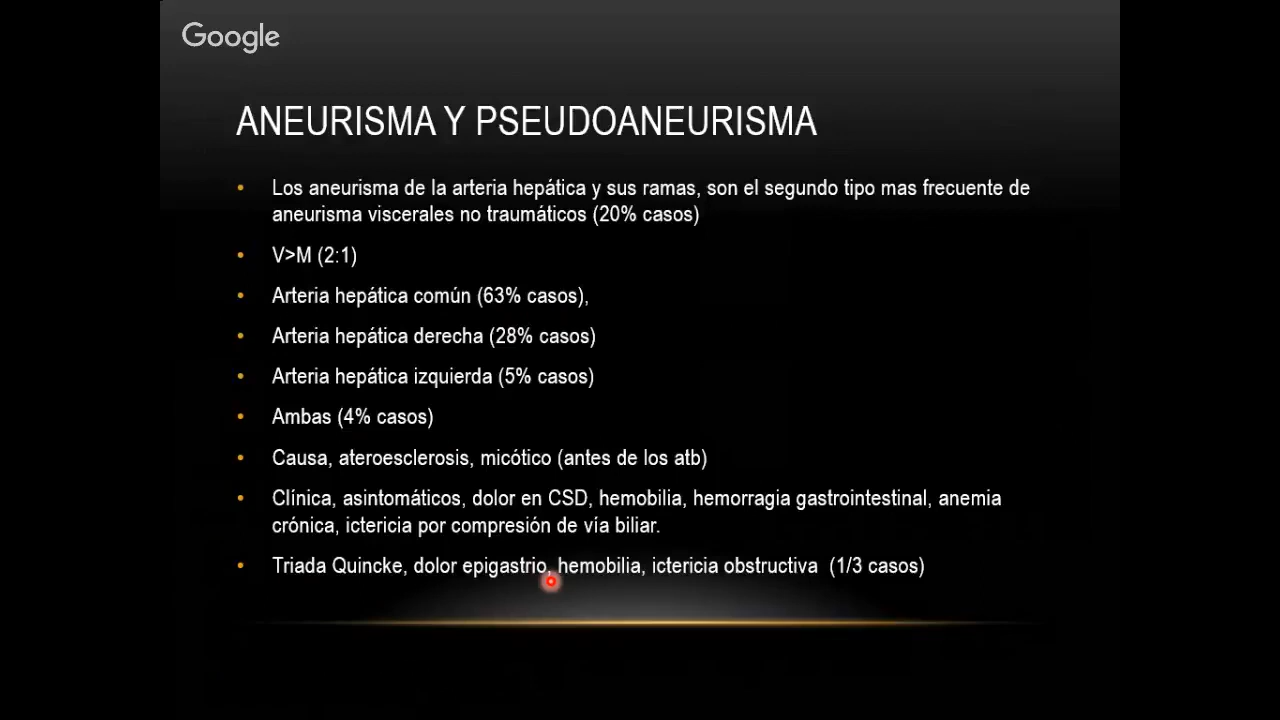 Google
ANEURISMA Y PSEUDOANEURISMA
• Los aneurisma de la arteria hepática y sus ramas, son el segundo tipo mas frecuente de
aneurisma viscerales no traumáticos (20% casos)
• V>M (2:1)
• Arteria hepática común (63% casos),
• Arteria hepática derecha (28% casos)
• Arteria hepática izquierda (5% casos)
• Ambas (4% casos)
• Causa, ateroesclerosis, micótico (antes de los atb)
• Clínica, asintomáticos, dolor en CSD, hemobilia, hemorragia gastrointestinal, anemia
crónica, ictericia por compresión de vía biliar.
• Triada Quincke, dolor epigastrio, hemobilia, ictericia obstructiva (1/3 casos)